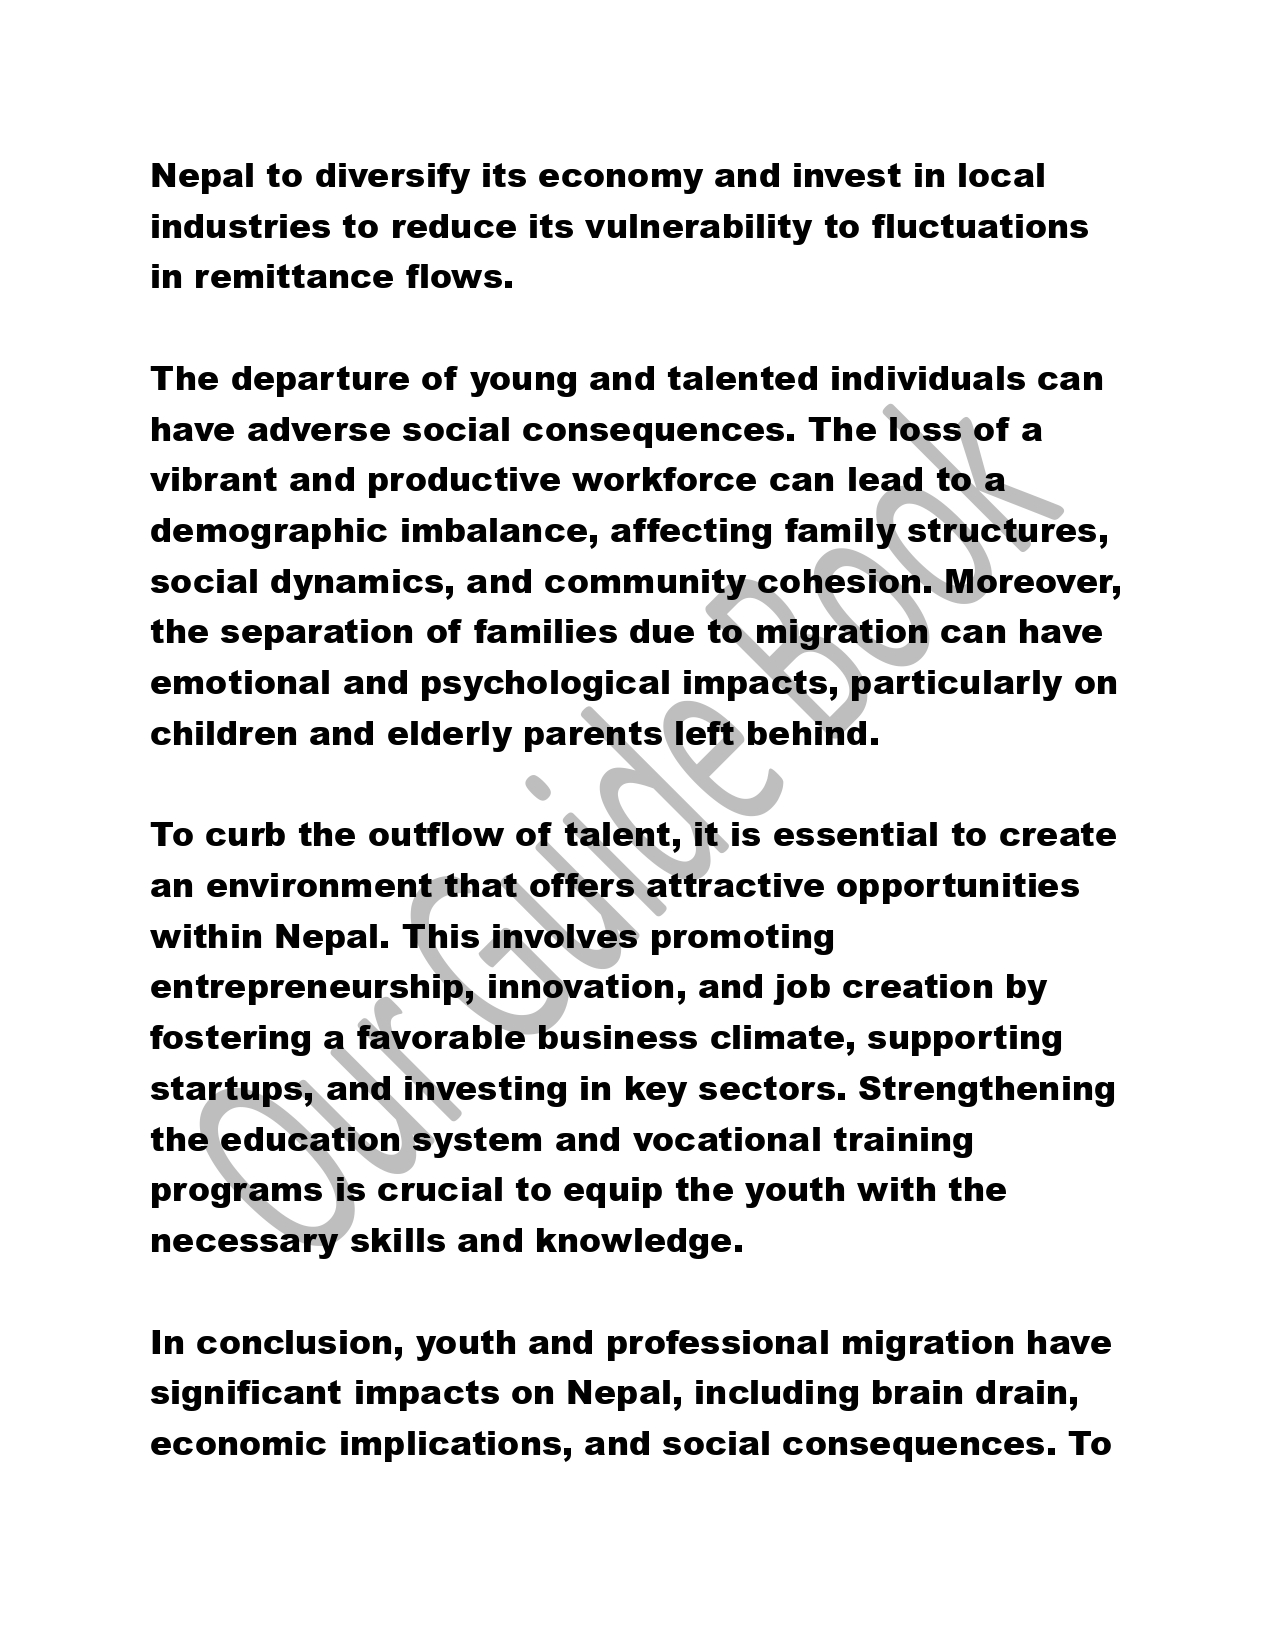 Nepal to diversify its economy and invest in local
industries to reduce its vulnerability to fluctuations
in remittance flows.
The departure of young and talented individuals can
have adverse social consequences. The loss of a
vibrant and productive workforce can lead to a
demographic imbalance, affecting family structures,
social dynamics, and community cohesion. Moreover,
the separation of families due to migration can have
emotional and psychological impacts, particularly on
children and elderly parents left behind.
To curb the outflow of talent, it is essential to create
an environment that offers attractive opportunities
within Nepal. This involves promoting
entrepreneurship, innovation, and job creation by
fostering a favorable business climate, supporting
startups, and investing in key sectors. Strengthening
the education system and vocational training
programs is crucial to equip the youth with the
necessary skills and knowledge.
In conclusion, youth and professional migration have
significant impacts on Nepal, including brain drain,
economic implications, and social consequences. To
Our Guide Book